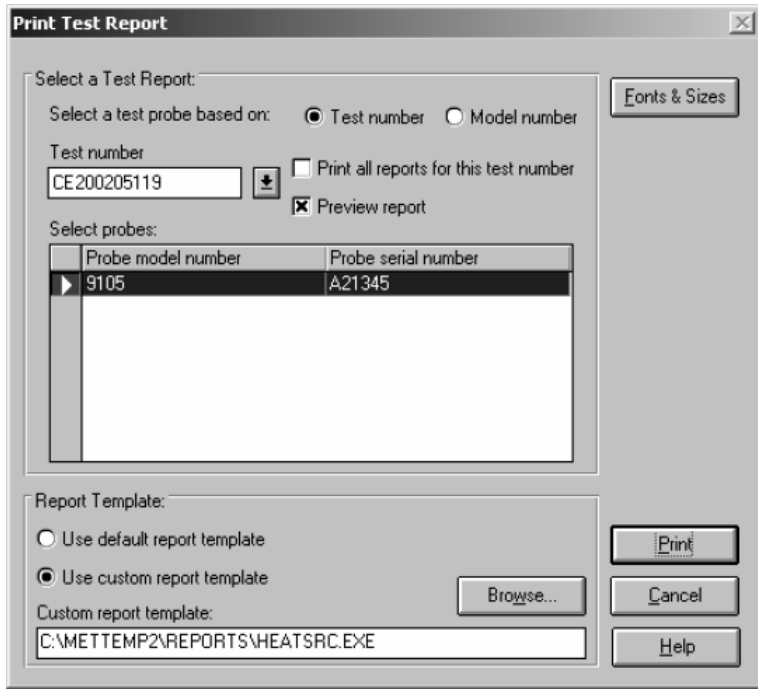 Print Test Report
Select a Test Report:
Fonts & Sizes
Select a test probe based on: Test number Model number
Test number
Print all reports for this test number
CE200205119
Preview report
Select probes:
Probe model number Probe serial number
9105 A21345
Report Template:
Use default report template
Print
Use custom report template
Browse...
Cancel
Custom report template:
C:\METTEMP2\REPORTS\HEATSRC.EXE
Help